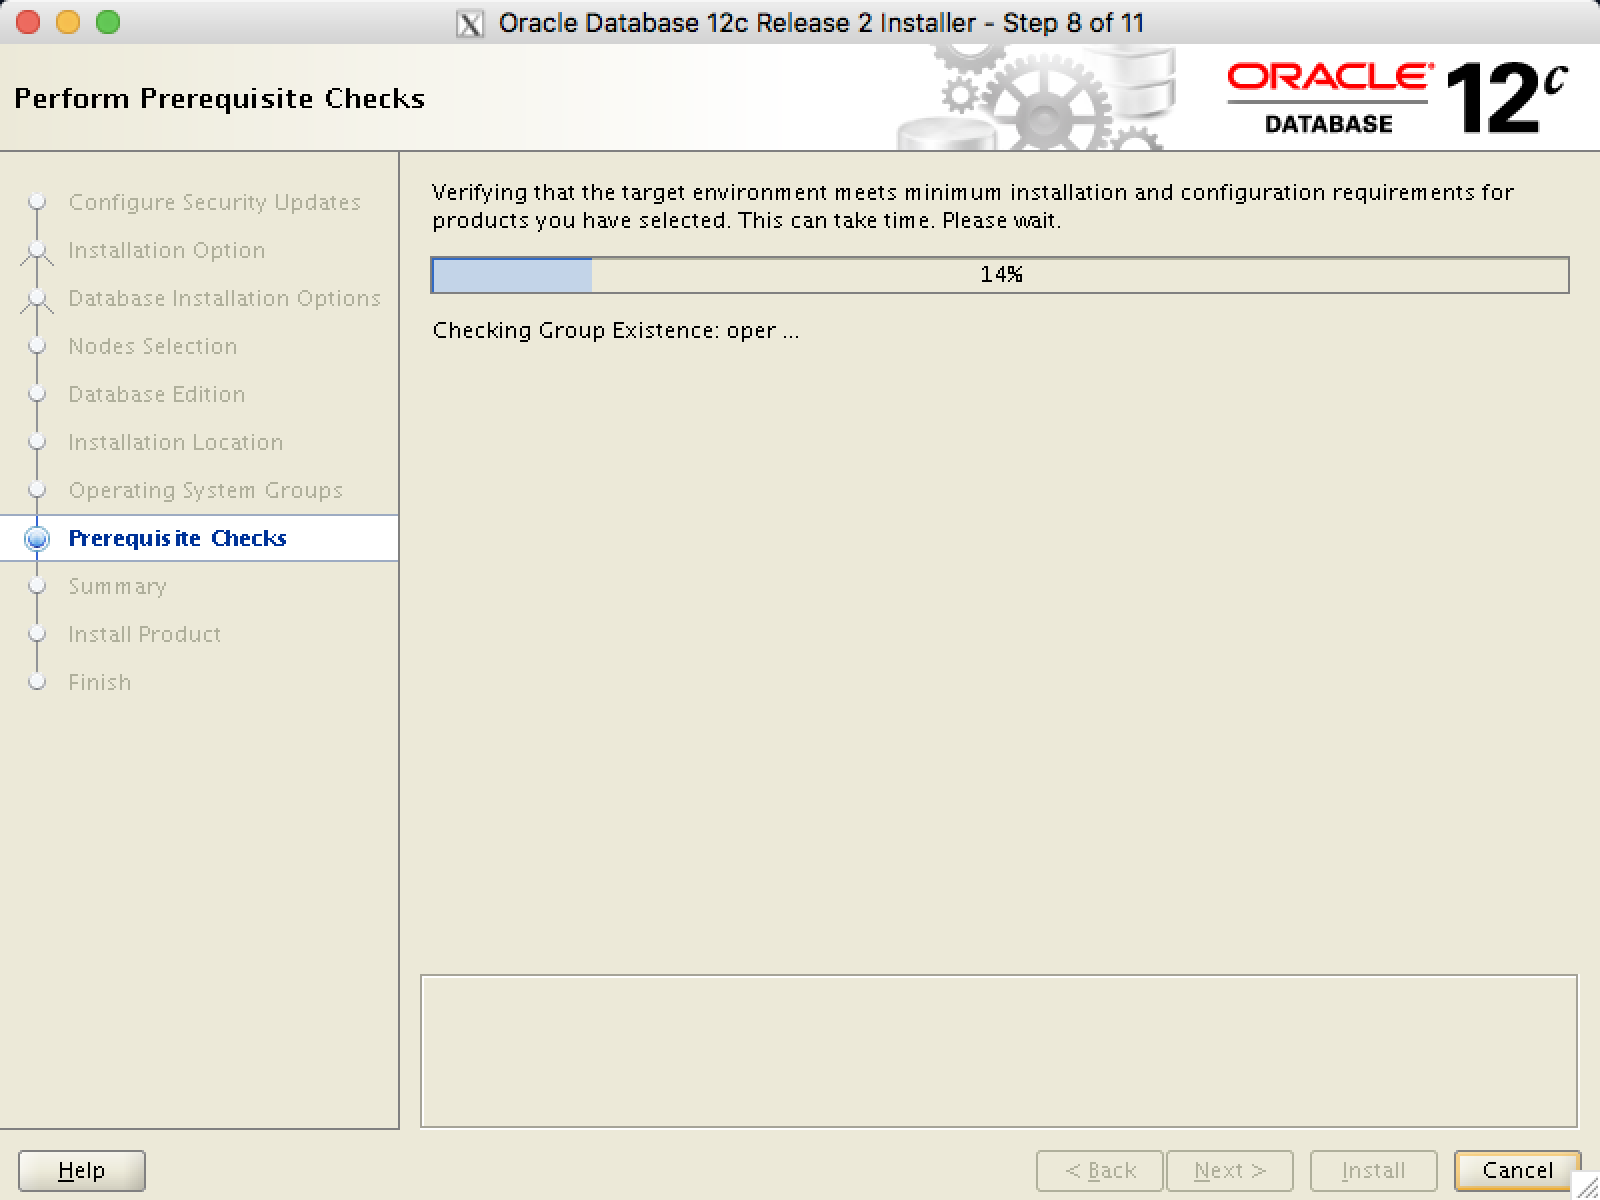 Oracle Database 12c Release 2 Installer - Step 8 of 11
Perform Prerequisite Checks
ORACLE®
DATABASE
12c
Configure Security Updates
Installation Option
Database Installation Options
Nodes Selection
Database Edition
Installation Location
Operating System Groups
Prerequisite Checks
Summary
Install Product
Finish
Verifying that the target environment meets minimum installation and configuration requirements for
products you have selected. This can take time. Please wait.
14%
Checking Group Existence: oper ...
Help
< Back
Next >
Install
Cancel